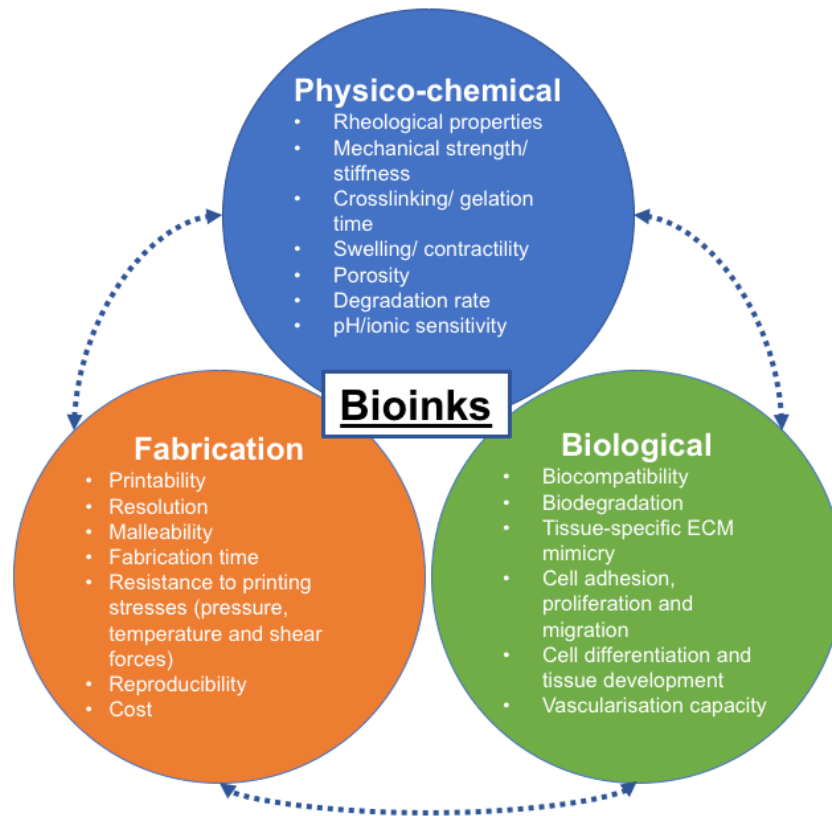 Physico-chemical
• Rheological properties
• Mechanical strength/
stiffness
• Crosslinking/ gelation
time
• Swelling/ contractility
• Porosity
• Degradation rate
• pH/ionic sensitivity
Bioinks
Fabrication
• Printability
• Resolution
• Malleability
• Fabrication time
• Resistance to printing
stresses (pressure,
temperature and shear
forces)
• Reproducibility
• Cost
Biological
• Biocompatibility
• Biodegradation
• Tissue-specific ECM
mimicry
• Cell adhesion,
proliferation and
migration
• Cell differentiation and
tissue development
• Vascularisation capacity